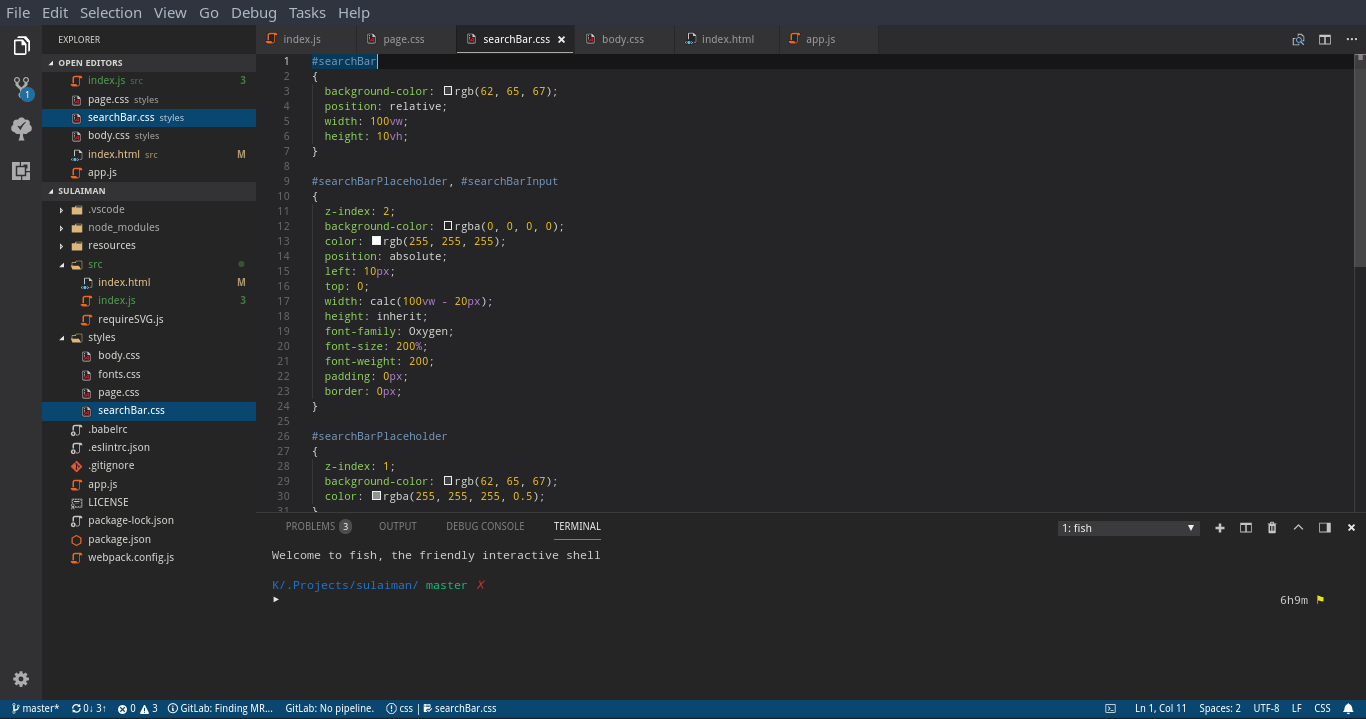 File Edit Selection View Go Debug Tasks Help
EXPLORER
OPEN EDITORS
index.js src 3
page.css styles
searchBar.css styles
body.css styles
index.html src M
app.js
SULAIMAN
.vscode
node_modules
resources
src
index.html M
index.js 3
requireSVG.js
styles
body.css
fonts.css
page.css
searchBar.css
.babelrc
.eslintrc.json
.gitignore
app.js
LICENSE
package-lock.json
package.json
webpack.config.js
1
index.js page.css searchBar.css × body.css index.html app.js
1 #searchBar
2 {
3 background-color: rgb(62, 65, 67);
4 position: relative;
5 width: 100vw;
6 height: 10vh;
7 }
8
9 #searchBarPlaceholder, #searchBarInput
10 {
11 z-index: 2;
12 background-color: rgba(0, 0, 0, 0);
13 color: rgb(255, 255, 255);
14 position: absolute;
15 left: 10px;
16 top: 0;
17 width: calc(100vw - 20px);
18 height: inherit;
19 font-family: Oxygen;
20 font-size: 200%;
21 font-weight: 200;
22 padding: 0px;
23 border: 0px;
24 }
25
26 #searchBarPlaceholder
27 {
28 z-index: 1;
29 background-color: rgb(62, 65, 67);
30 color: rgba(255, 255, 255, 0.5);
31 }
PROBLEMS 3 OUTPUT DEBUG CONSOLE TERMINAL 1: fish
Welcome to fish, the friendly interactive shell
K/.Projects/sulaiman/ master ✗
6h9m
master* 0↓ 3↑ 0 3 GitLab: Finding MR... GitLab: No pipeline. css | searchBar.css Ln 1, Col 11 Spaces: 2 UTF-8 LF CSS